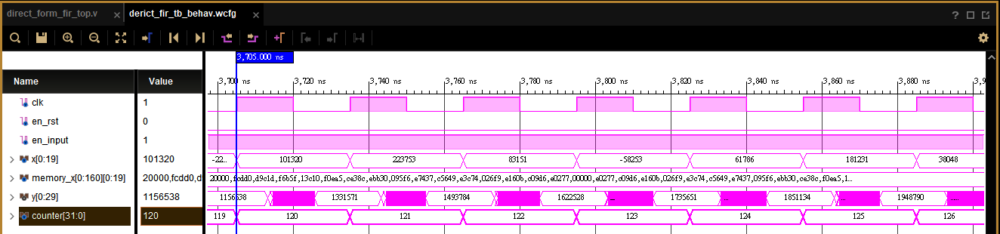 direct_form_fir_top.v × derict_fir_tb_behav.wcfg × ?
3,705.000 ns
Name Value 3,700 ns 3,720 ns 3,740 ns 3,760 ns 3,780 ns 3,800 ns 3,820 ns 3,840 ns 3,860 ns 3,880 ns 3,9
clk 1
en_rst 0
en_input 1
x[0:19] 101320 -22... 101320 223753 83151 -58253 61786 181231 38048
memory_x[0:160][0:19] 20000,fcdd0,d 20000,fcdd0,d9c1d,f6b5f,13c10,f0ea5,ce38c,ebb30,095f6,e7437,c5649,e3c74,026f9,e160b,c09d6,e0277,00000,e0277,c09d6,e160b,026f9,e3c74,c5649,e7437,095f6,ebb30,ce38c,f0ea5,1...
y[0:29] 1156538 1156538 1331571 1493784 1622528 ... 1735651 ... 1851134 ... 1948790 ......
counter[31:0] 120 119 120 121 122 123 124 125 126